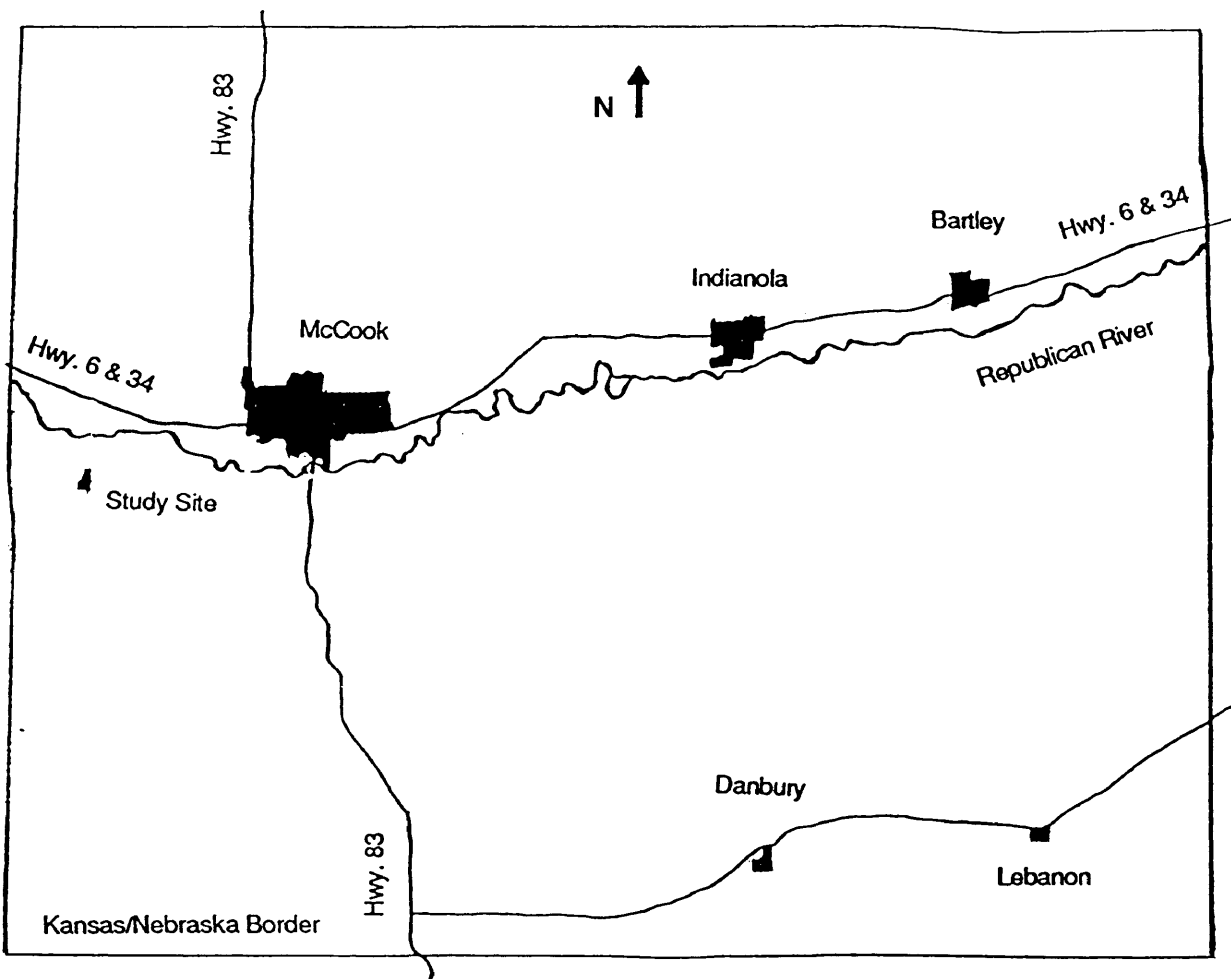 Hwy. 83
N
Bartley
Hwy. 6 & 34
Indianola
McCook
Hwy. 6 & 34
Republican River
Study Site
Danbury
Hwy. 83
Lebanon
Kansas/Nebraska Border